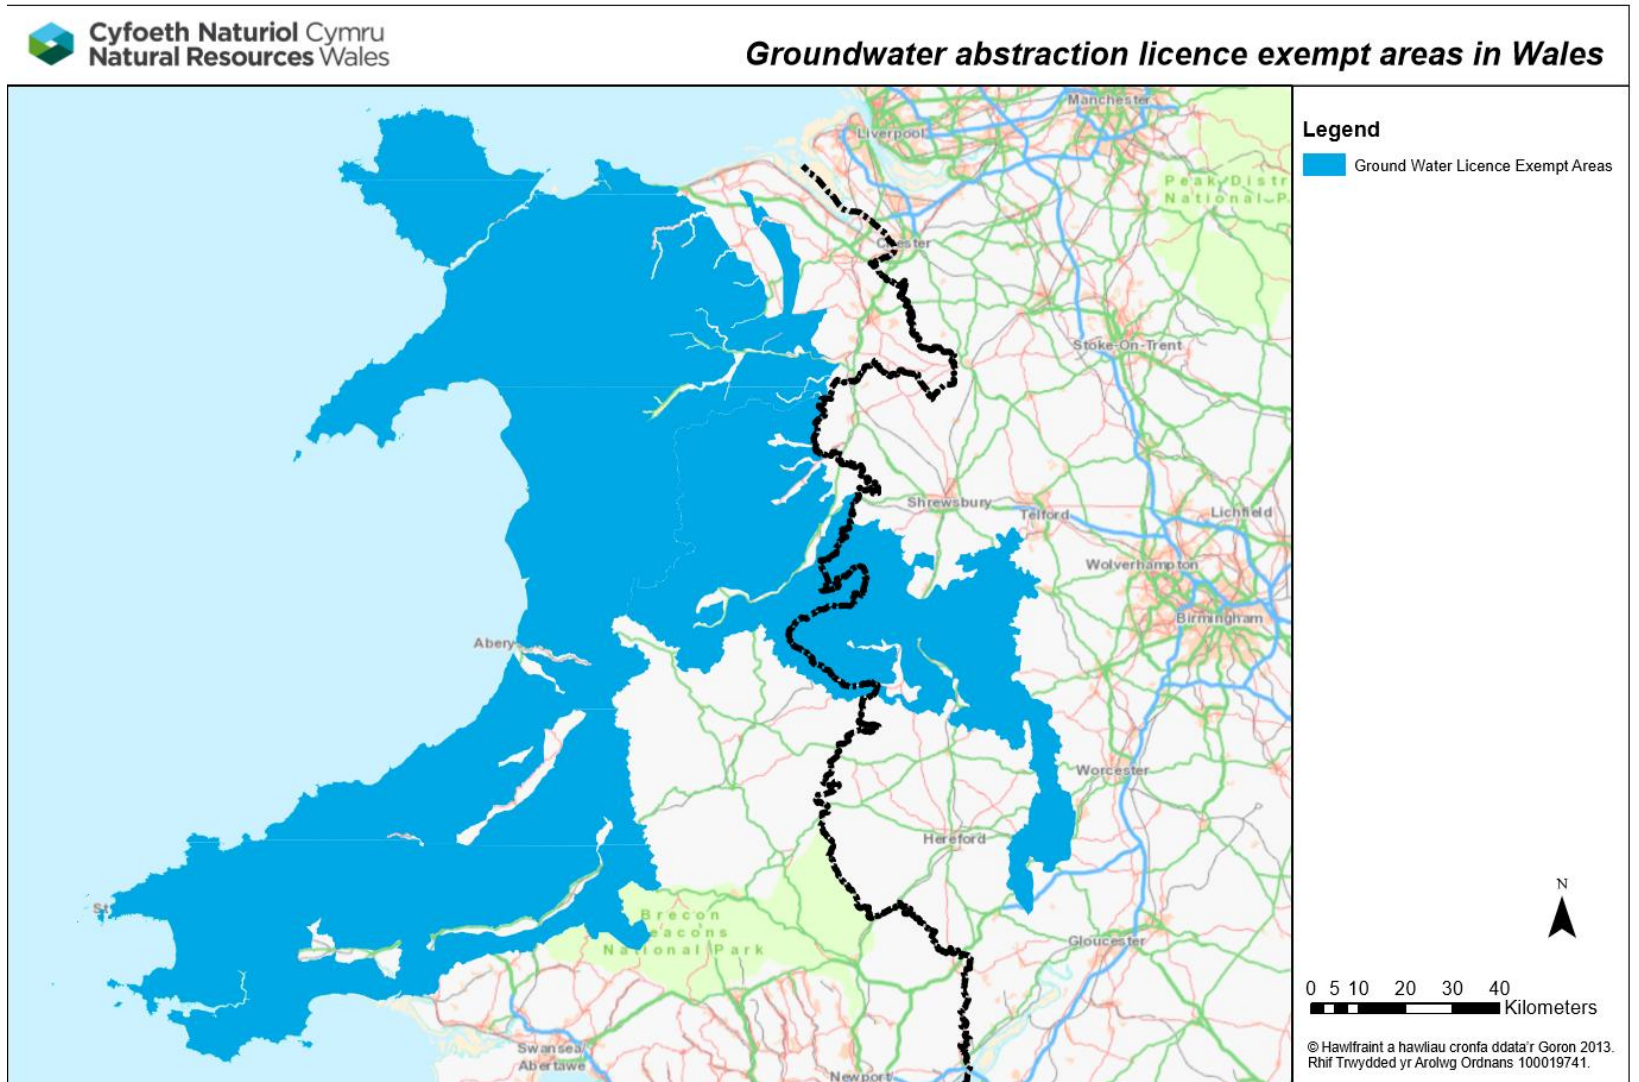 Cyfoeth Naturiol Cymru
Natural Resources Wales
Groundwater abstraction licence exempt areas in Wales
Legend
Ground Water Licence Exempt Areas
Manchester
Liverpool
Peak Distr
National P.
Chester
Stoke-On-Trent
Shrewsbury
Telford
Lichfield
Wolverhampton
Birmingham
Abery
Worcester
Hereford
St
Brecon
eacons
National Park
Gloucester
Swansea/
Abertawe
Newport/
N
0 5 10 20 30 40
Kilometers
© Hawlfraint a hawliau cronfa ddata'r Goron 2013.
Rhif Trwydded yr Arolwg Ordnans 100019741.